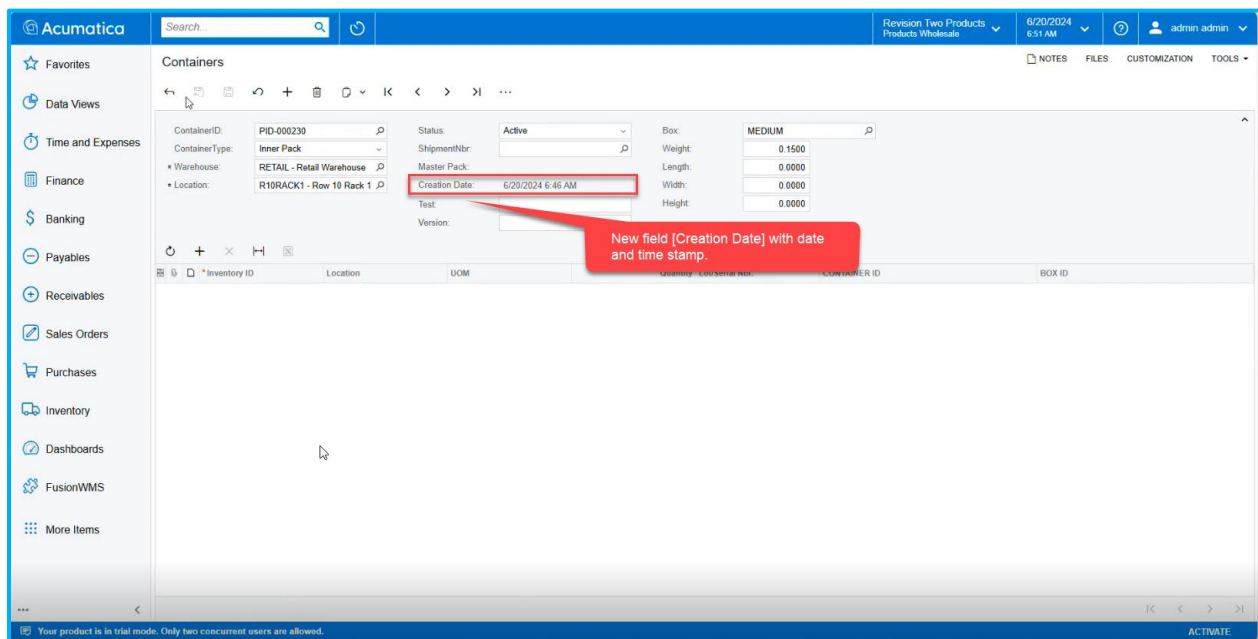 Acumatica
Search...
Revision Two Products
Products Wholesale
6/20/2024
6:51 AM
admin admin
Favorites
Data Views
Time and Expenses
Finance
Banking
Payables
Receivables
Sales Orders
Purchases
Inventory
Dashboards
FusionWMS
More Items
Containers
NOTES FILES CUSTOMIZATION TOOLS
ContainerID: PID-000230
ContainerType: Inner Pack
* Warehouse: RETAIL - Retail Warehouse
* Location: R10RACK1 - Row 10 Rack 1
Status: Active
ShipmentNbr:
Master Pack:
Creation Date: 6/20/2024 6:46 AM
Test:
Version:
Box: MEDIUM
Weight: 0.1500
Length: 0.0000
Width: 0.0000
Height: 0.0000
New field [Creation Date] with date
and time stamp.
* Inventory ID Location UOM Quantity Lot/Serial Nbr. CONTAINER ID BOX ID
Your product is in trial mode. Only two concurrent users are allowed.
ACTIVATE